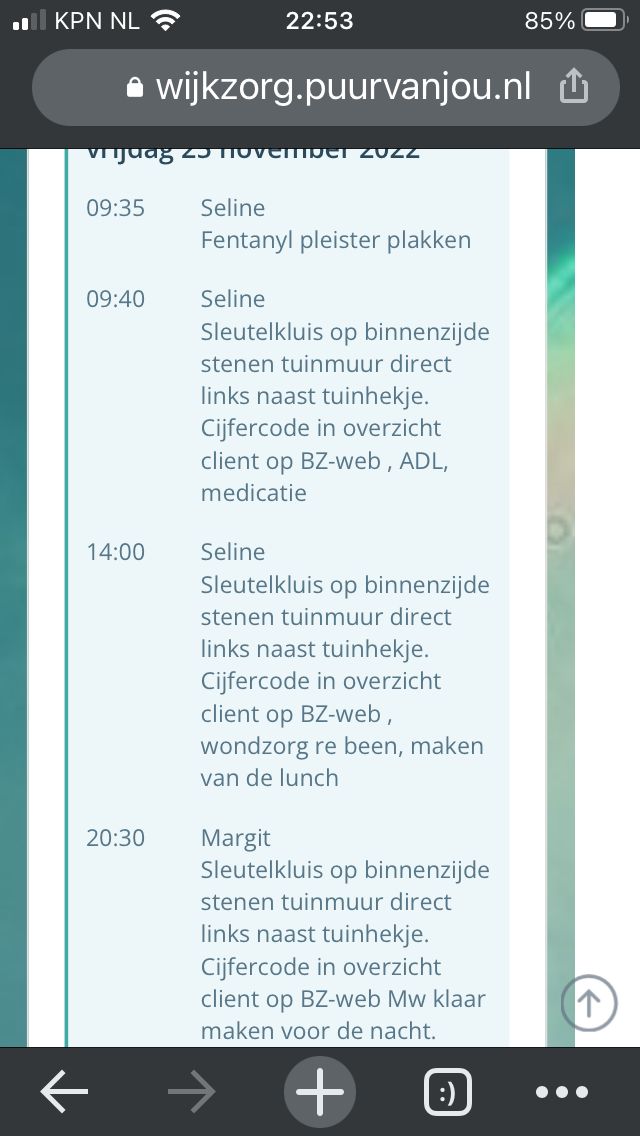 KPN NL 22:53 85%
wijkzorg.puurvanjou.nl
vrijdag 25 november 2022
09:35 Seline
Fentanyl pleister plakken
09:40 Seline
Sleutelkluis op binnenzijde
stenen tuinmuur direct
links naast tuinhekje.
Cijfercode in overzicht
client op BZ-web , ADL,
medicatie
14:00 Seline
Sleutelkluis op binnenzijde
stenen tuinmuur direct
links naast tuinhekje.
Cijfercode in overzicht
client op BZ-web ,
wondzorg re been, maken
van de lunch
20:30 Margit
Sleutelkluis op binnenzijde
stenen tuinmuur direct
links naast tuinhekje.
Cijfercode in overzicht
client op BZ-web Mw klaar
maken voor de nacht.
:)